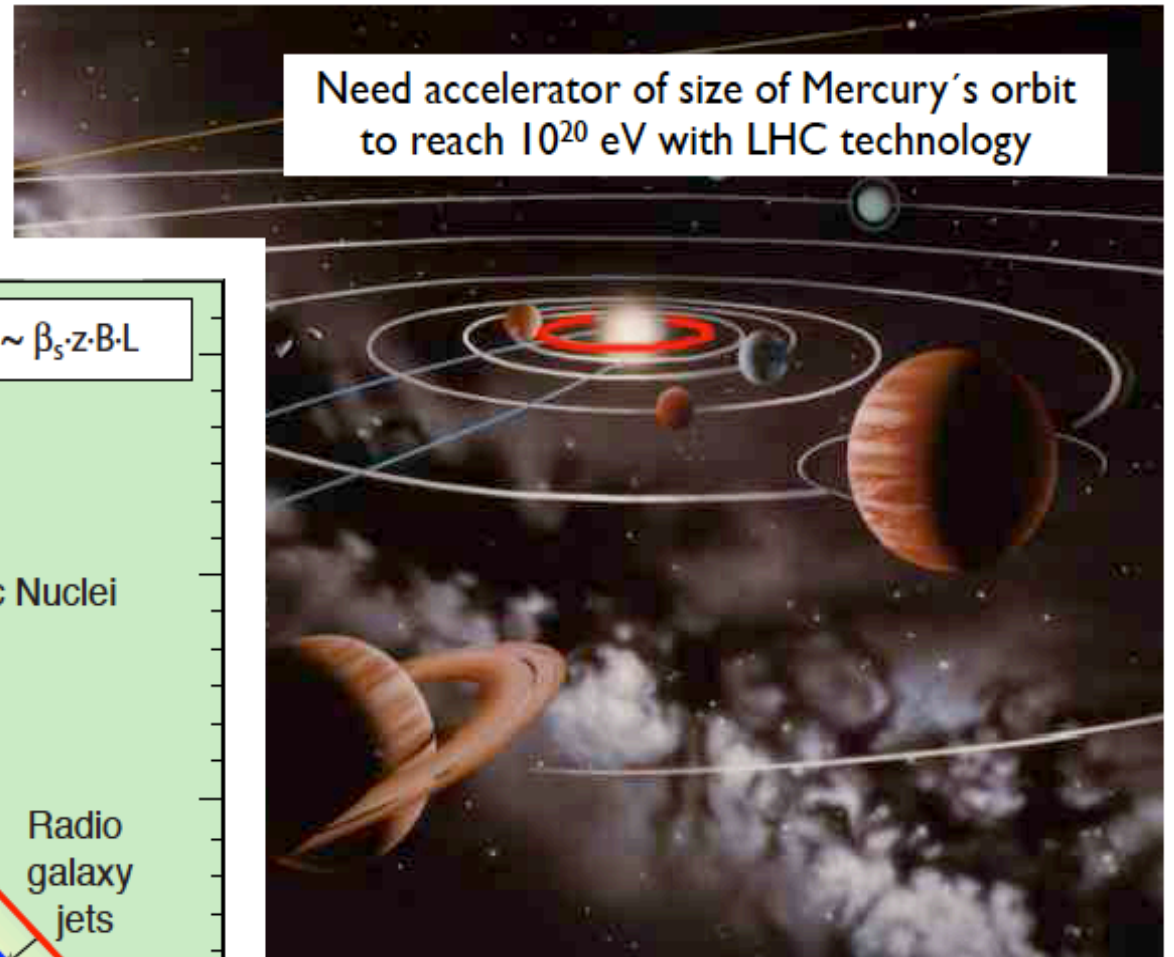 Need accelerator of size of Mercury´s orbit
to reach 10²⁰ eV with LHC technology
~ βₛ·z·B·L
Nuclei
Radio
galaxy
jets